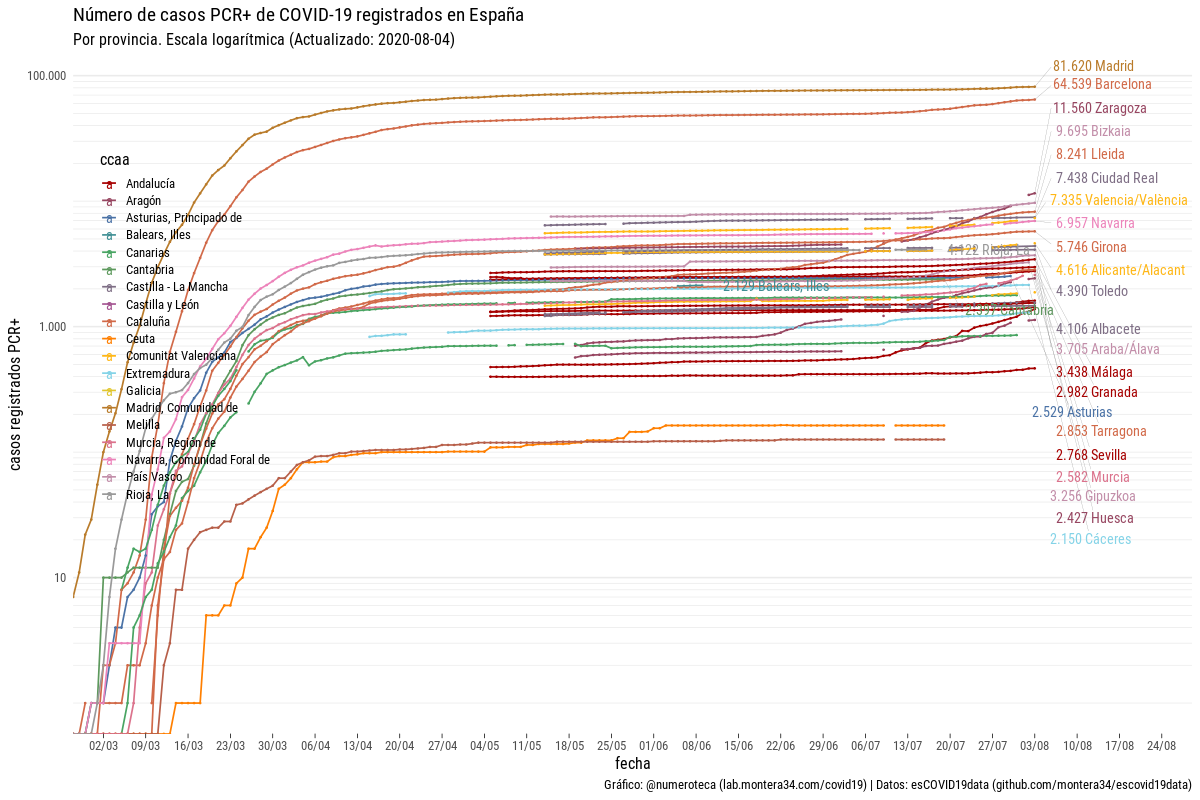 Número de casos PCR+ de COVID-19 registrados en España
Por provincia. Escala logarítmica (Actualizado: 2020-08-04)
casos registrados PCR+
100.000
1.000
10
ccaa
a Andalucía
a Aragón
a Asturias, Principado de
a Balears, Illes
a Canarias
a Cantabria
a Castilla - La Mancha
a Castilla y León
a Cataluña
a Ceuta
a Comunitat Valenciana
a Extremadura
a Galicia
a Madrid, Comunidad de
a Melilla
a Murcia, Región de
a Navarra, Comunidad Foral de
a País Vasco
a Rioja, La
81.620 Madrid
64.539 Barcelona
11.560 Zaragoza
9.695 Bizkaia
8.241 Lleida
7.438 Ciudad Real
7.335 Valencia/València
6.957 Navarra
5.746 Girona
4.122 Rioja, La
4.616 Alicante/Alacant
2.129 Balears, Illes
4.390 Toledo
2.397 Cantabria
4.106 Albacete
3.705 Araba/Álava
3.438 Málaga
2.982 Granada
2.529 Asturias
2.853 Tarragona
2.768 Sevilla
2.582 Murcia
3.256 Gipuzkoa
2.427 Huesca
2.150 Cáceres
02/03 09/03 16/03 23/03 30/03 06/04 13/04 20/04 27/04 04/05 11/05 18/05 25/05 01/06 08/06 15/06 22/06 29/06 06/07 13/07 20/07 27/07 03/08 10/08 17/08 24/08
fecha
Gráfico: @numeroteca (lab.montera34.com/covid19) | Datos: esCOVID19data (github.com/montera34/escovid19data)